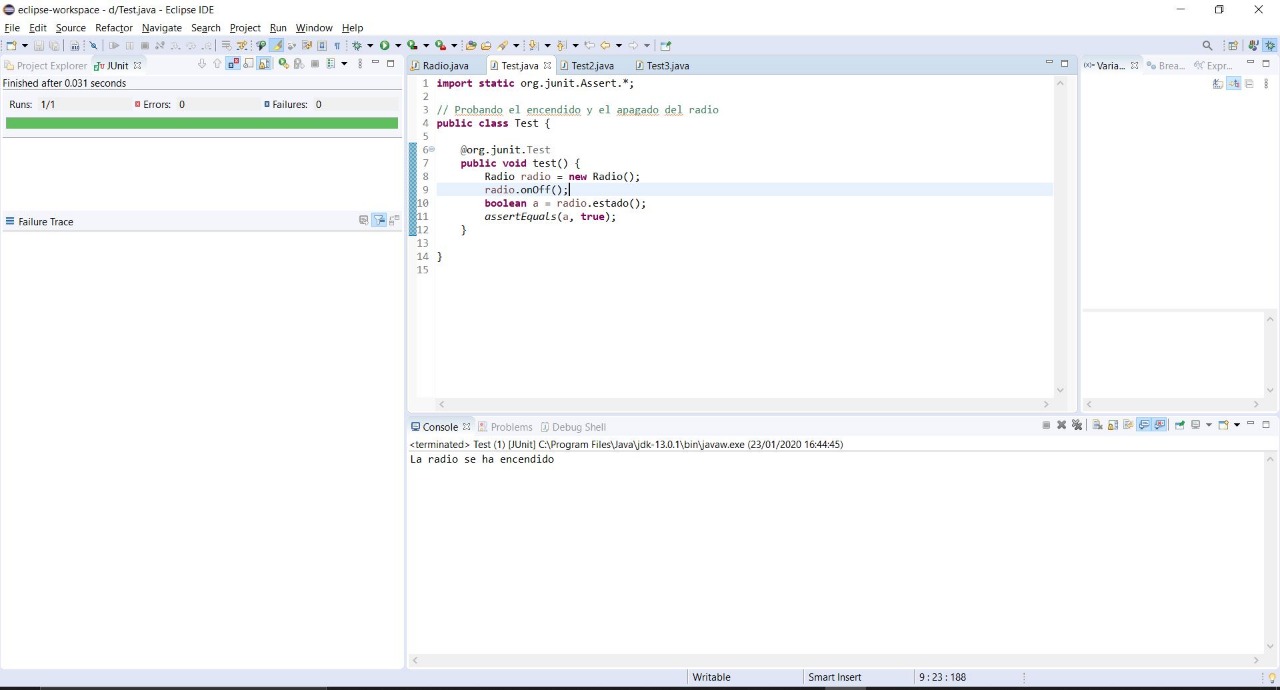 eclipse-workspace - d/Test.java - Eclipse IDE
File Edit Source Refactor Navigate Search Project Run Window Help
Project Explorer JUnit
Finished after 0.031 seconds
Runs: 1/1 Errors: 0 Failures: 0
Failure Trace
Radio.java Test.java Test2.java Test3.java
1 import static org.junit.Assert.*;
2
3 // Probando el encendido y el apagado del radio
4 public class Test {
5
6 @org.junit.Test
7 public void test() {
8 Radio radio = new Radio();
9 radio.onOff();
10 boolean a = radio.estado();
11 assertEquals(a, true);
12 }
13
14 }
15
Varia... Brea... Expr...
Console Problems Debug Shell
<terminated> Test (1) [JUnit] C:\Program Files\Java\jdk-13.0.1\bin\javaw.exe (23/01/2020 16:44:45)
La radio se ha encendido
Writable Smart Insert 9 : 23 : 188